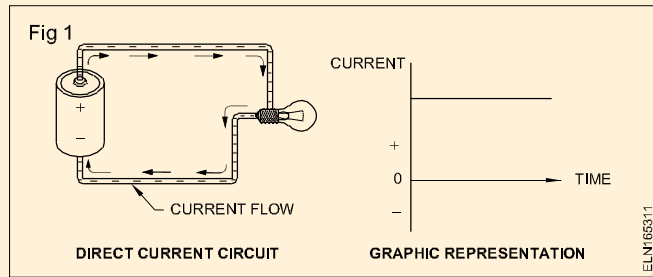 Fig 1
+
–
CURRENT FLOW
DIRECT CURRENT CIRCUIT
CURRENT
+
0
–
TIME
GRAPHIC REPRESENTATION
ELN165311